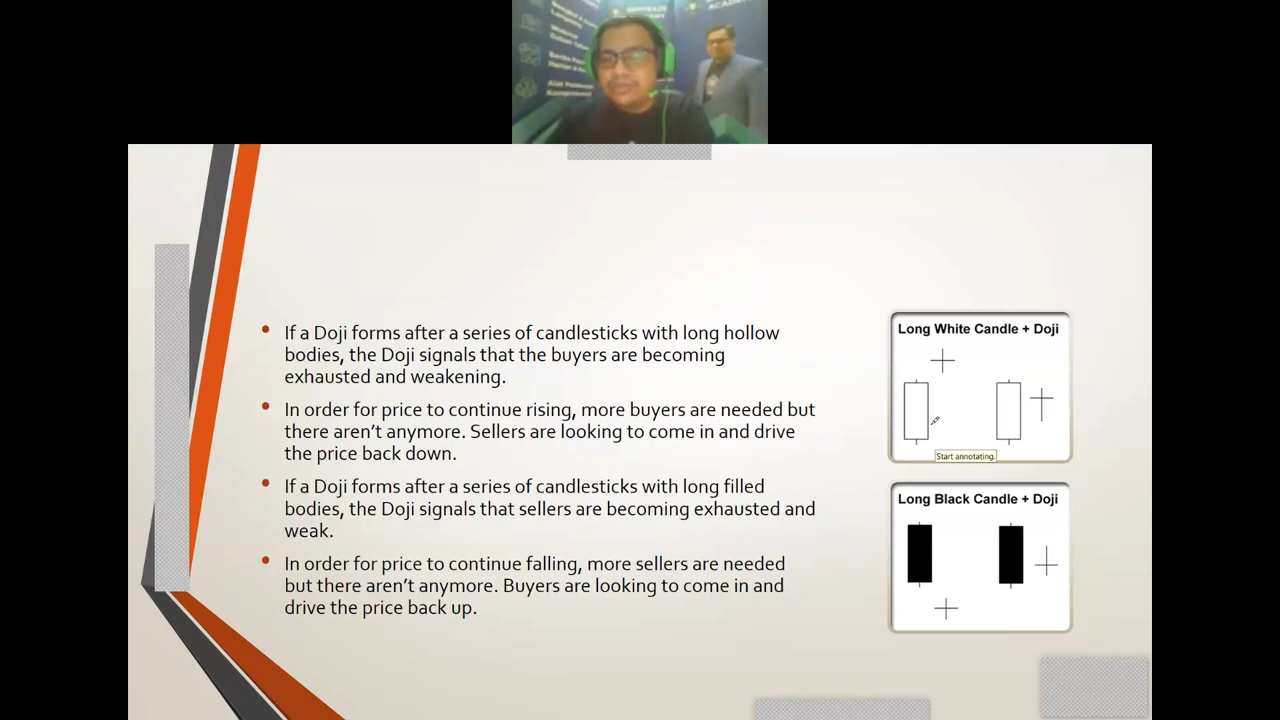 ACADEMY
• If a Doji forms after a series of candlesticks with long hollow
bodies, the Doji signals that the buyers are becoming
exhausted and weakening.
• In order for price to continue rising, more buyers are needed but
there aren’t anymore. Sellers are looking to come in and drive
the price back down.
• If a Doji forms after a series of candlesticks with long filled
bodies, the Doji signals that sellers are becoming exhausted and
weak.
• In order for price to continue falling, more sellers are needed
but there aren’t anymore. Buyers are looking to come in and
drive the price back up.
Long White Candle + Doji
Start annotating.
Long Black Candle + Doji